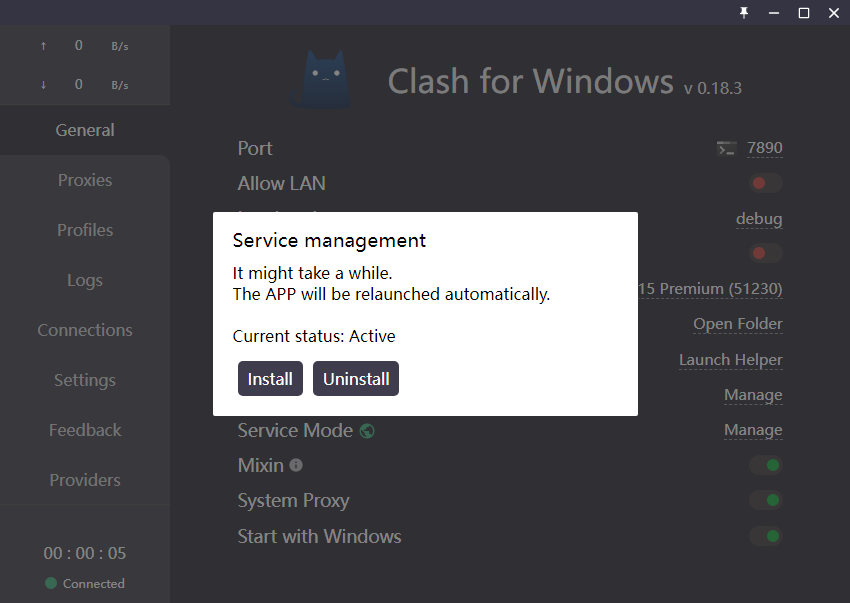 ↑ 0 B/s
↓ 0 B/s
General
Proxies
Profiles
Logs
Connections
Settings
Feedback
Providers
00 : 00 : 05
Connected
Clash for Windows v 0.18.3
Port 7890
Allow LAN
debug
15 Premium (51230)
Open Folder
Launch Helper
Manage
Service management
It might take a while.
The APP will be relaunched automatically.
Current status: Active
Install Uninstall
Service Mode Manage
Mixin
System Proxy
Start with Windows